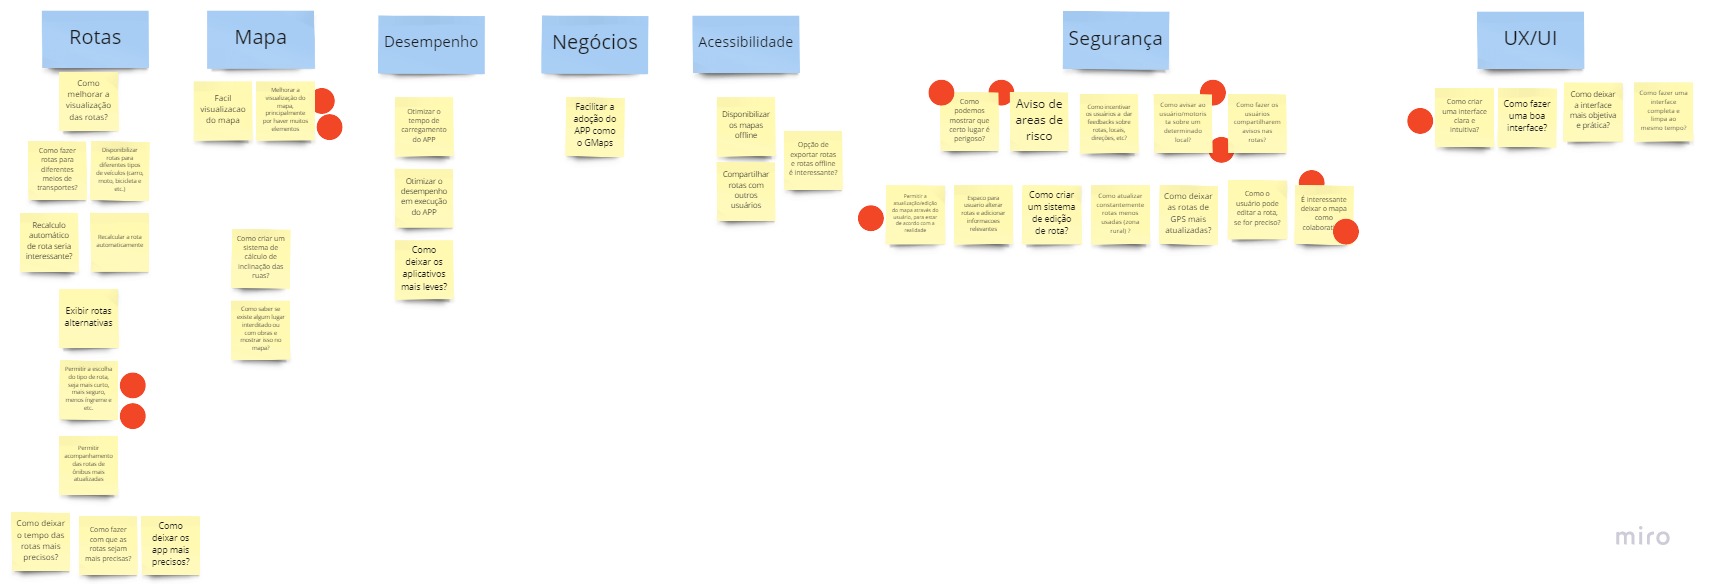 Rotas
Como
melhorar a
visualização
das rotas?
Como fazer
rotas para
diferentes
meios de
transportes?
Disponibilizar
rotas para
diferentes tipos
de veículos (carro,
moto, bicicleta e
etc.)
Recalculo
automático
de rota seria
interessante?
Recalcular a rota
automaticamente
Exibir rotas
alternativas
Permitir a escolha
do tipo de rota,
seja mais curto,
mais seguro,
menos íngreme e
etc.
Permitir
acompanhamento
das rotas de
ônibus mais
atualizadas
Como deixar
o tempo das
rotas mais
precisos?
Como fazer
com que as
rotas sejam
mais precisas?
Como
deixar os
app mais
precisos?
Mapa
Facil
visualizacao
do mapa
Melhorar a
visualização do
mapa,
principalmente
por haver muitos
elementos
Como criar um
sistema de
cálculo de
inclinação das
ruas?
Como saber se
existe algum lugar
interditado ou
com obras e
mostrar isso no
mapa?
Desempenho
Otimizar o
tempo de
carregamento
do APP
Otimizar o
desempenho
em execução
do APP
Como
deixar os
aplicativos
mais leves?
Negócios
Facilitar a
adoção do
APP como
o GMaps
Acessibilidade
Disponibilizar
os mapas
offline
Compartilhar
rotas com
outros
usuários
Opção de
exportar rotas
e rotas offline
é interessante?
Segurança
Como
podemos
mostrar que
certo lugar é
perigoso?
Aviso de
areas de
risco
Como incentivar
os usuários a dar
feedbacks sobre
rotas, locais,
direções, etc?
Como avisar ao
usuário/motoris
ta sobre um
determinado
local?
Como fazer os
usuários
compartilharem
avisos nas
rotas?
Permitir a
atualização/edição
do mapa através do
usuário, para estar
de acordo com a
realidade
Espaco para
usuario alterar
rotas e adicionar
informacoes
relevantes
Como criar
um sistema
de edição
de rota?
Como atualizar
constantemente
rotas menos
usadas (zona
rural) ?
Como deixar
as rotas de
GPS mais
atualizadas?
Como o
usuário pode
editar a rota,
se for preciso?
É interessante
deixar o mapa
como
colaborat
UX/UI
Como criar
uma interface
clara e
intuitiva?
Como fazer
uma boa
interface?
Como deixar
a interface
mais objetiva
e prática?
Como fazer uma
interface
completa e
limpa ao
mesmo tempo?
miro